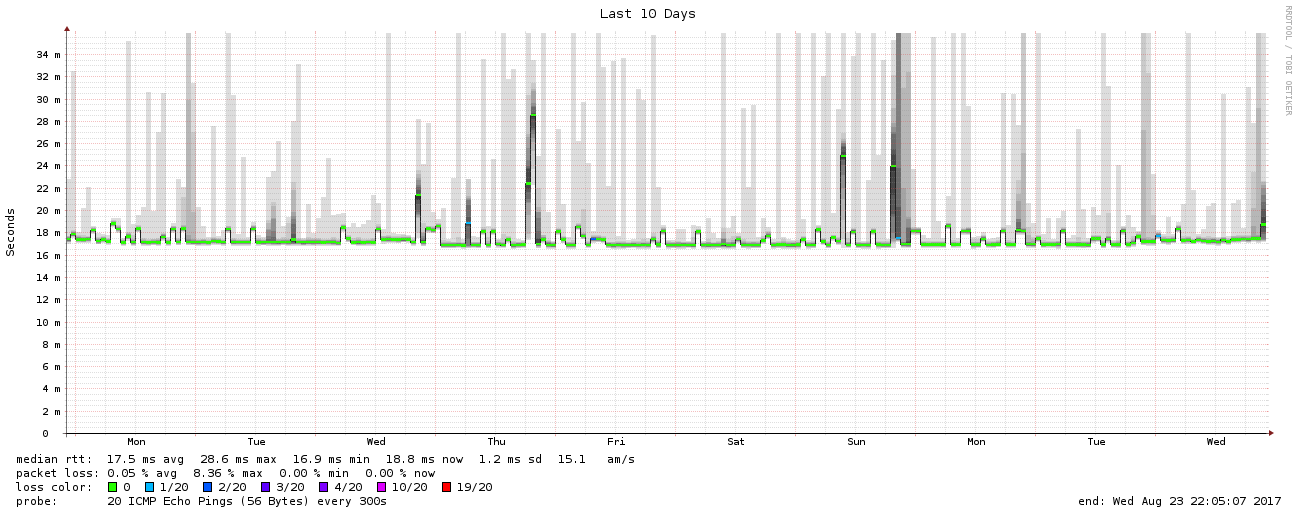 Last 10 Days
RRDTOOL / TOBI OETIKER
Seconds
34 m
32 m
30 m
28 m
26 m
24 m
22 m
20 m
18 m
16 m
14 m
12 m
10 m
8 m
6 m
4 m
2 m
0
Mon Tue Wed Thu Fri Sat Sun Mon Tue Wed
median rtt: 17.5 ms avg 28.6 ms max 16.9 ms min 18.8 ms now 1.2 ms sd 15.1 am/s
packet loss: 0.05 % avg 8.36 % max 0.00 % min 0.00 % now
loss color: 0 1/20 2/20 3/20 4/20 10/20 19/20
probe: 20 ICMP Echo Pings (56 Bytes) every 300s end: Wed Aug 23 22:05:07 2017